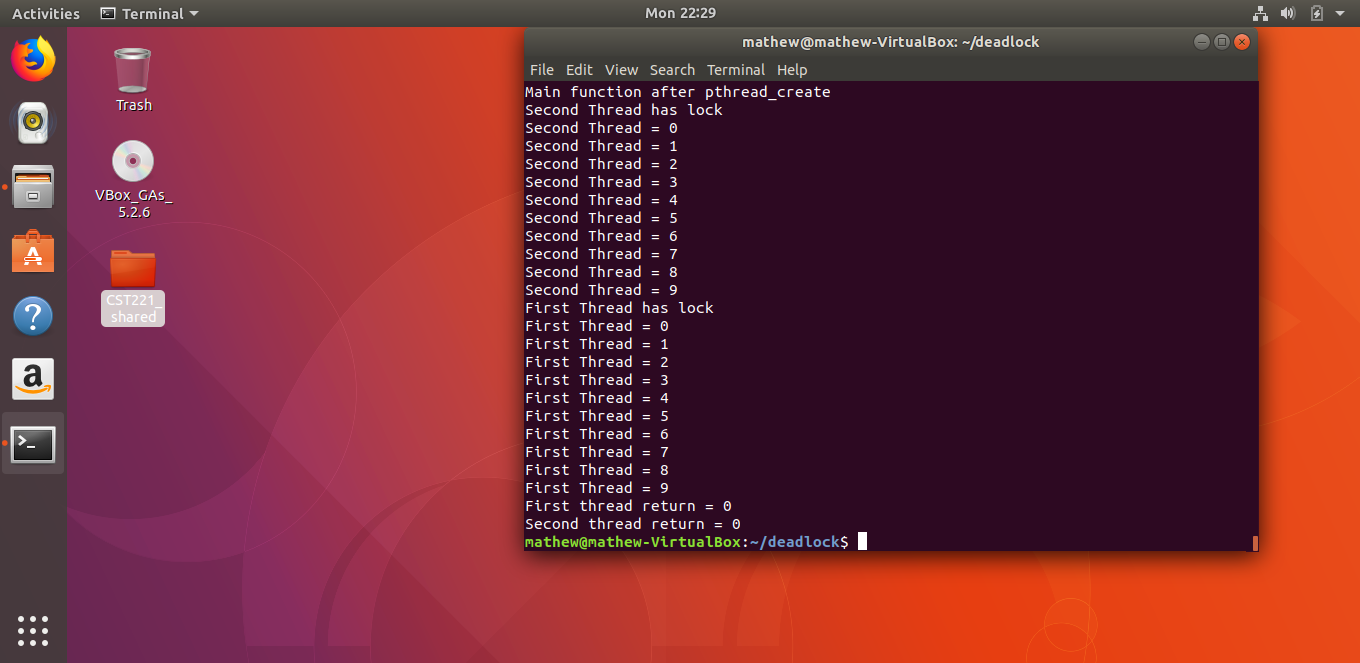 Activities
Terminal
Mon 22:29
Trash
VBox_GAs_
5.2.6
CST221_
shared
mathew@mathew-VirtualBox: ~/deadlock
File Edit View Search Terminal Help
Main function after pthread_create
Second Thread has lock
Second Thread = 0
Second Thread = 1
Second Thread = 2
Second Thread = 3
Second Thread = 4
Second Thread = 5
Second Thread = 6
Second Thread = 7
Second Thread = 8
Second Thread = 9
First Thread has lock
First Thread = 0
First Thread = 1
First Thread = 2
First Thread = 3
First Thread = 4
First Thread = 5
First Thread = 6
First Thread = 7
First Thread = 8
First Thread = 9
First thread return = 0
Second thread return = 0
mathew@mathew-VirtualBox:~/deadlock$